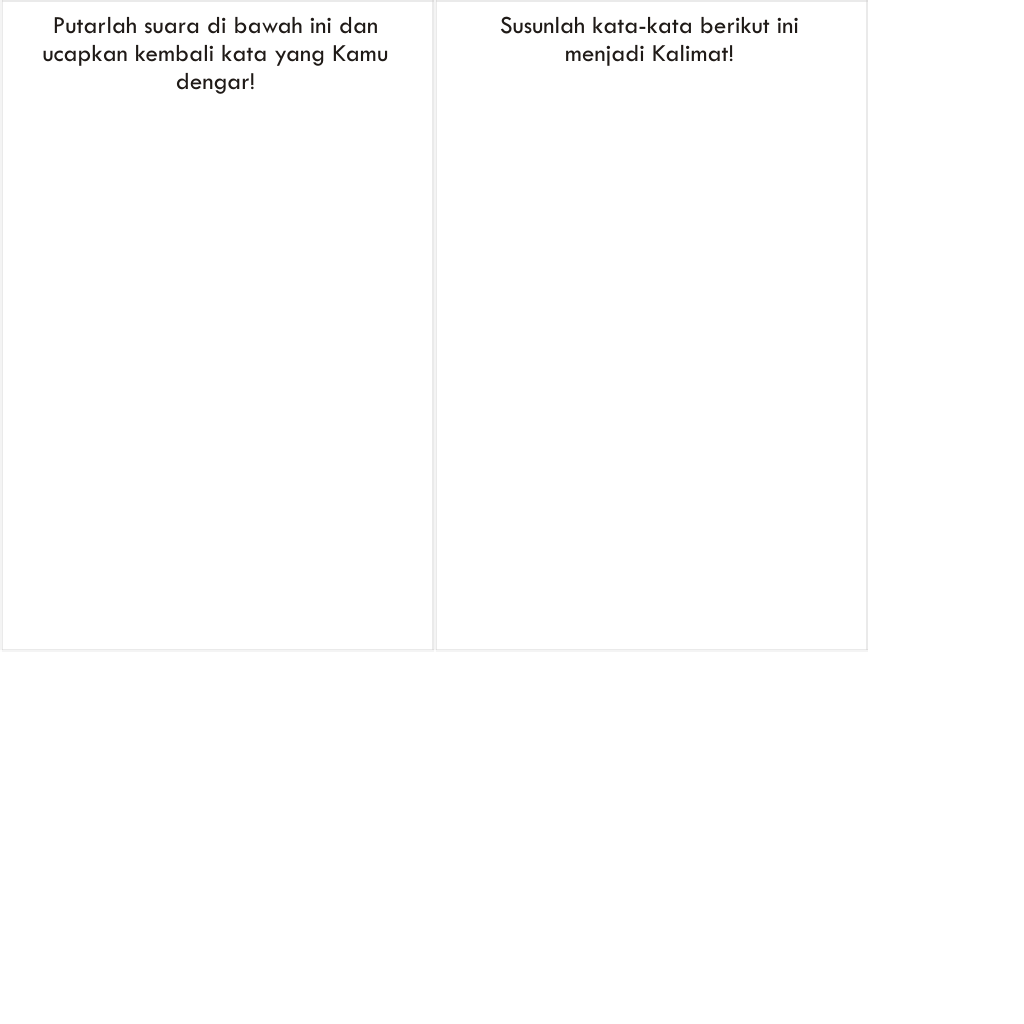 Putarlah suara di bawah ini dan
ucapkan kembali kata yang Kamu
dengar!
Susunlah kata-kata berikut ini
menjadi Kalimat!